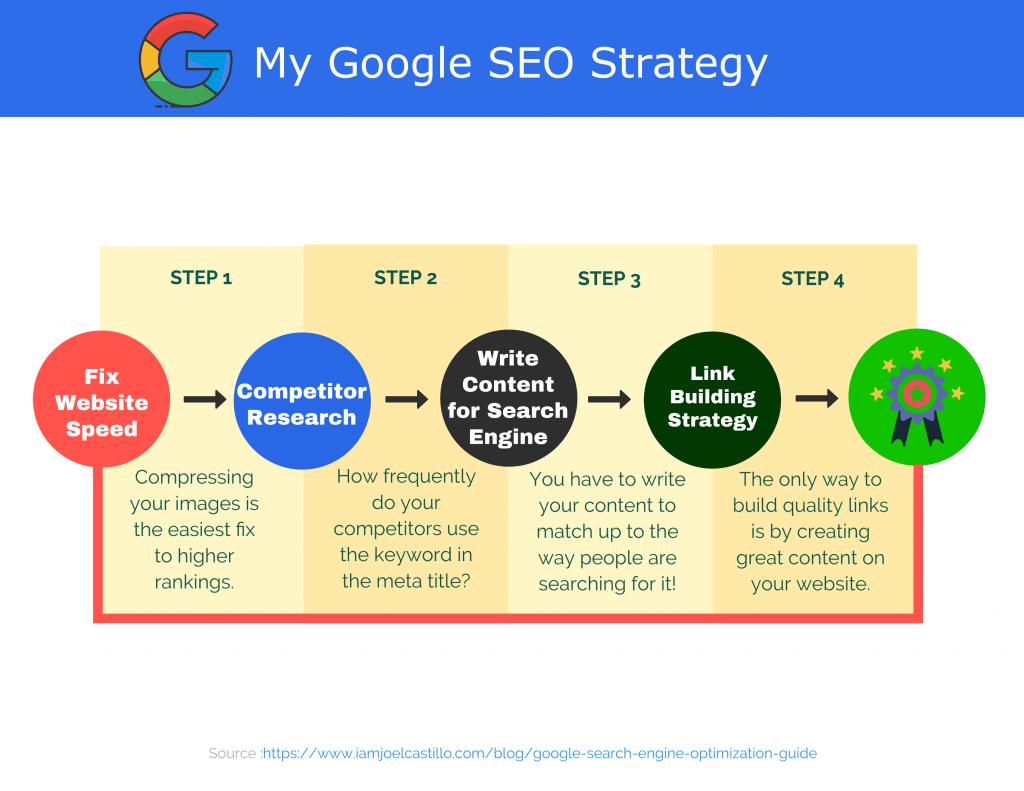 My Google SEO Strategy
STEP 1
STEP 2
STEP 3
STEP 4
Fix
Website
Speed
Competitor
Research
Write
Content
for Search
Engine
Link
Building
Strategy
Compressing
your images is
the easiest fix
to higher
rankings.
How frequently
do your
competitors use
the keyword in
the meta title?
You have to write
your content to
match up to the
way people are
searching for it!
The only way to
build quality links
is by creating
great content on
your website.
Source :https://www.iamjoelcastillo.com/blog/google-search-engine-optimization-guide